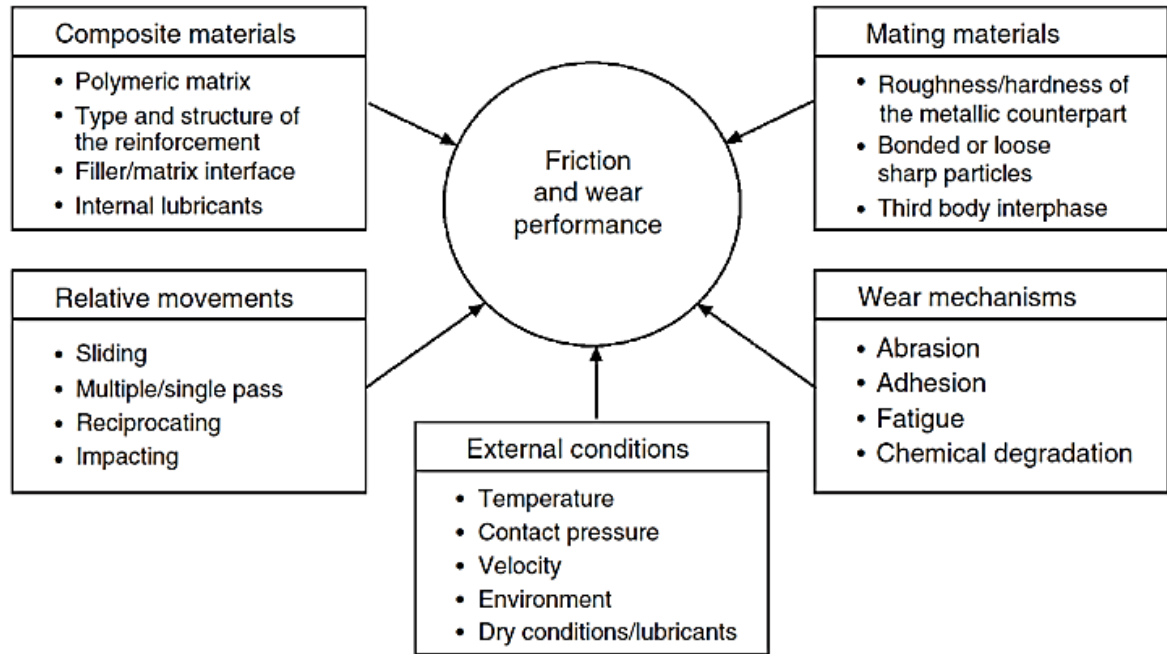 Composite materials
• Polymeric matrix
• Type and structure of
the reinforcement
• Filler/matrix interface
• Internal lubricants
Friction
and wear
performance
Mating materials
• Roughness/hardness of
the metallic counterpart
• Bonded or loose
sharp particles
• Third body interphase
Relative movements
• Sliding
• Multiple/single pass
• Reciprocating
• Impacting
External conditions
• Temperature
• Contact pressure
• Velocity
• Environment
• Dry conditions/lubricants
Wear mechanisms
• Abrasion
• Adhesion
• Fatigue
• Chemical degradation